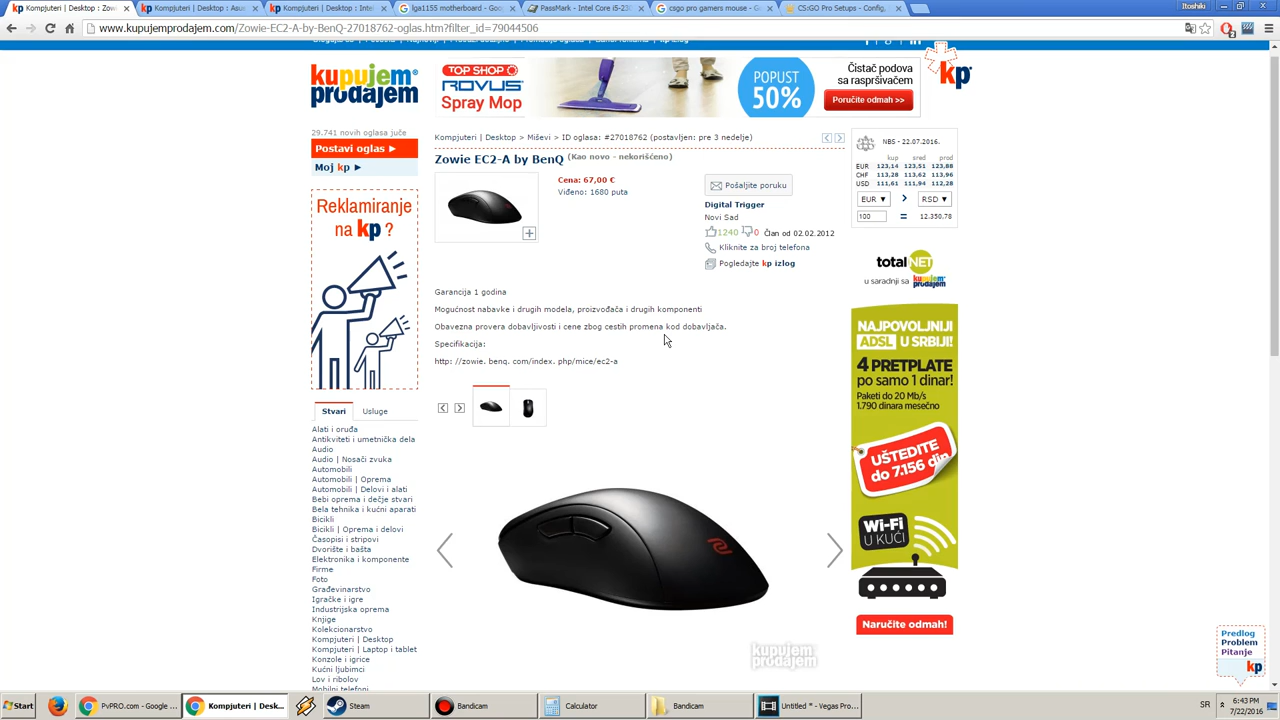 Kompjuteri | Desktop : Zowi
Kompjuteri | Desktop : Asu
Kompjuteri | Desktop : Intel
lga1155 motherboard - Goo
PassMark - Intel Core i5-23
csgo pro gamers mouse - G
CS:GO Pro Setups - Config,
Itoshki
www.kupujemprodajem.com/Zowie-EC2-A-by-BenQ-27018762-oglas.htm?filter_id=79044506
kupujem prodajem
TOP SHOP
ROVUS
Spray Mop
POPUST
50%
Čistač podova
sa raspršivačem
Poručite odmah >>
kp
29.741 novih oglasa juče
Postavi oglas ►
Moj kp ►
Reklamiranje
na kp ?
Kompjuteri | Desktop > Miševi > ID oglasa: #27018762 (postavljen: pre 3 nedelje)
Zowie EC2-A by BenQ (Kao novo - nekorišćeno)
Cena: 67,00 €
Viđeno: 1680 puta
Pošaljite poruku
Digital Trigger
Novi Sad
1240 0 Član od 02.02.2012
Kliknite za broj telefona
Pogledajte kp izlog
Garancija 1 godina
Mogućnost nabavke i drugih modela, proizvođača i drugih komponenti
Obavezna provera dobavljivosti i cene zbog cestih promena kod dobavljača.
Specifikacija:
http: //zowie. benq. com/index. php/mice/ec2-a
kupujem
prodajem
NBS - 22.07.2016.
kup sred prod
EUR 123,14 123,51 123,88
CHF 113,28 113,62 113,96
USD 111,61 111,94 112,28
EUR ▼ RSD ▼
100 = 12.350,78
totalNET
u saradnji sa kupujem prodajem
NAJPOVOLJNIJI
ADSL U SRBIJI!
4 PRETPLATE
po samo 1 dinar!
Paketi do 20 Mb/s
1.790 dinara mesečno
UŠTEDITE
do 7.156 din
Wi-Fi
U KUĆI
Naručite odmah!
Stvari Usluge
Alati i oruđa
Antikviteti i umetnička dela
Audio
Audio | Nosači zvuka
Automobili
Automobili | Oprema
Automobili | Delovi i alati
Bebi oprema i dečje stvari
Bela tehnika i kućni aparati
Bicikli
Bicikli | Oprema i delovi
Časopisi i stripovi
Dvorište i bašta
Elektronika i komponente
Firme
Foto
Građevinarstvo
Igračke i igre
Industrijska oprema
Knjige
Kolekcionarstvo
Kompjuteri | Desktop
Kompjuteri | Laptop i tablet
Konzole i igrice
Kućni ljubimci
Lov i ribolov
Mobilni telefoni
Predlog
Problem
Pitanje
kp
Start
PvPRO.com - Google ...
Kompjuteri | Desk...
Steam
Bandicam
Calculator
Bandicam
Untitled * - Vegas Pro...
SR
6:43 PM
7/22/2016